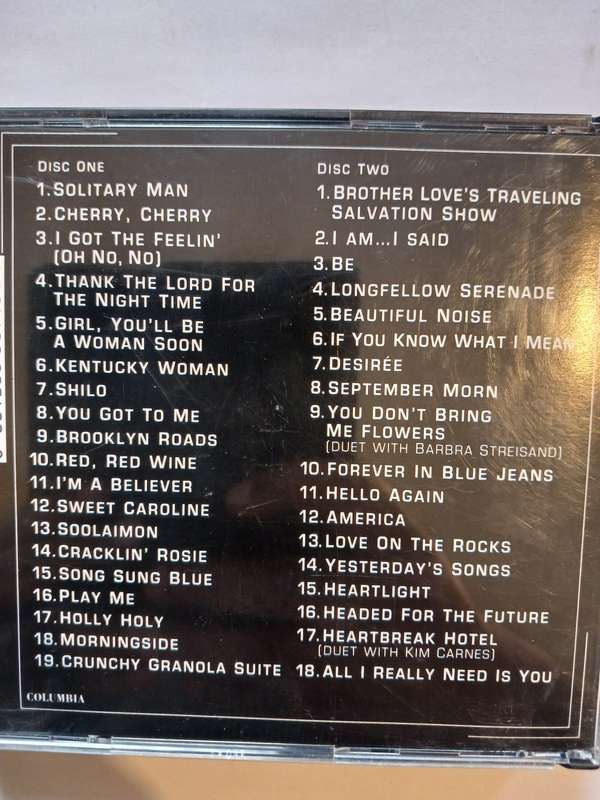 DISC ONE
1. SOLITARY MAN
2. CHERRY, CHERRY
3. I GOT THE FEELIN'
(OH NO, NO)
4. THANK THE LORD FOR
THE NIGHT TIME
5. GIRL, YOU'LL BE
A WOMAN SOON
6. KENTUCKY WOMAN
7. SHILO
8. YOU GOT TO ME
9. BROOKLYN ROADS
10. RED, RED WINE
11. I'M A BELIEVER
12. SWEET CAROLINE
13. SOOLAIMON
14. CRACKLIN' ROSIE
15. SONG SUNG BLUE
16. PLAY ME
17. HOLLY HOLY
18. MORNINGSIDE
19. CRUNCHY GRANOLA SUITE
DISC TWO
1. BROTHER LOVE'S TRAVELING
SALVATION SHOW
2. I AM...I SAID
3. BE
4. LONGFELLOW SERENADE
5. BEAUTIFUL NOISE
6. IF YOU KNOW WHAT I MEAN
7. DESIRÉE
8. SEPTEMBER MORN
9. YOU DON'T BRING
ME FLOWERS
(DUET WITH BARBRA STREISAND)
10. FOREVER IN BLUE JEANS
11. HELLO AGAIN
12. AMERICA
13. LOVE ON THE ROCKS
14. YESTERDAY'S SONGS
15. HEARTLIGHT
16. HEADED FOR THE FUTURE
17. HEARTBREAK HOTEL
(DUET WITH KIM CARNES)
18. ALL I REALLY NEED IS YOU
COLUMBIA